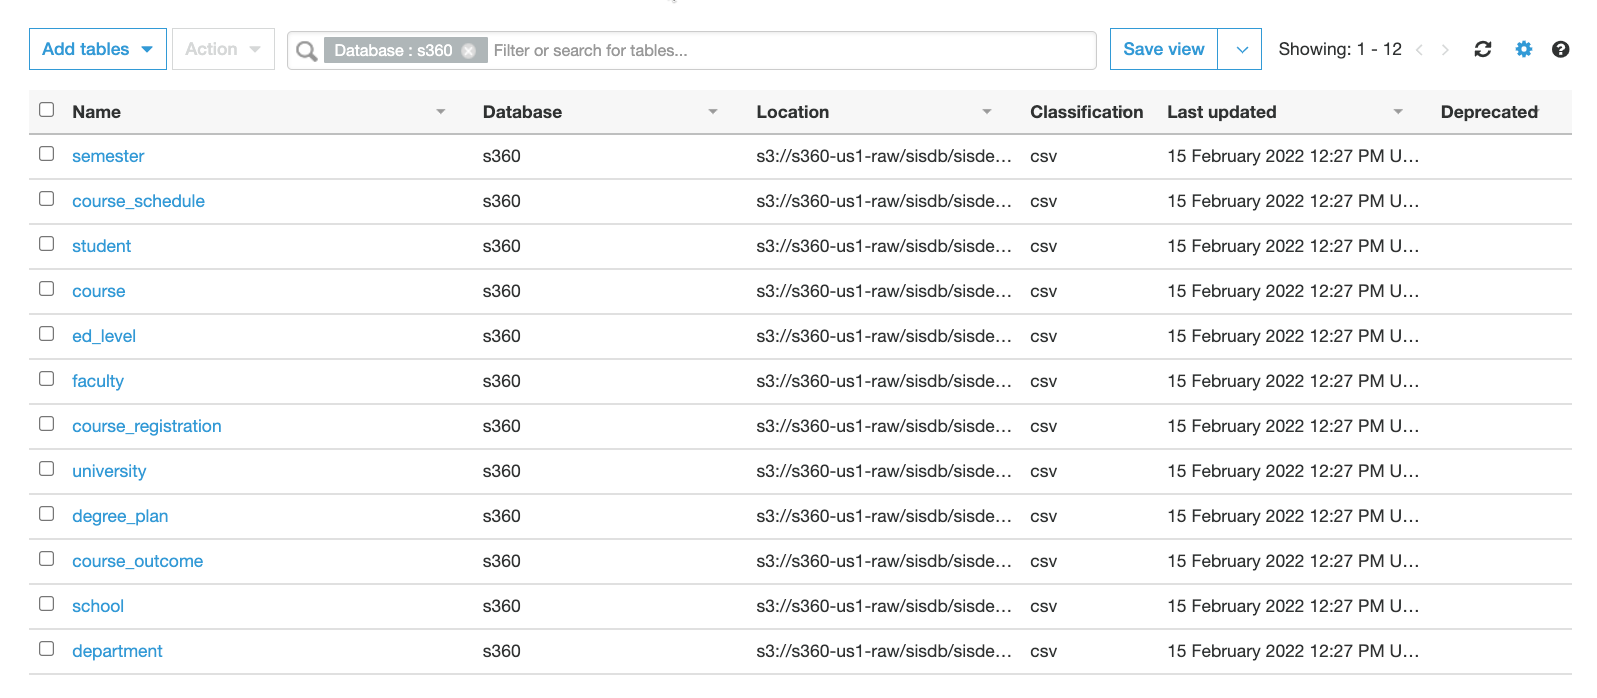 Add tables Action Database : s360 Filter or search for tables... Save view Showing: 1 - 12
Name Database Location Classification Last updated Deprecated
semester s360 s3://s360-us1-raw/sisdb/sisde... csv 15 February 2022 12:27 PM U...
course_schedule s360 s3://s360-us1-raw/sisdb/sisde... csv 15 February 2022 12:27 PM U...
student s360 s3://s360-us1-raw/sisdb/sisde... csv 15 February 2022 12:27 PM U...
course s360 s3://s360-us1-raw/sisdb/sisde... csv 15 February 2022 12:27 PM U...
ed_level s360 s3://s360-us1-raw/sisdb/sisde... csv 15 February 2022 12:27 PM U...
faculty s360 s3://s360-us1-raw/sisdb/sisde... csv 15 February 2022 12:27 PM U...
course_registration s360 s3://s360-us1-raw/sisdb/sisde... csv 15 February 2022 12:27 PM U...
university s360 s3://s360-us1-raw/sisdb/sisde... csv 15 February 2022 12:27 PM U...
degree_plan s360 s3://s360-us1-raw/sisdb/sisde... csv 15 February 2022 12:27 PM U...
course_outcome s360 s3://s360-us1-raw/sisdb/sisde... csv 15 February 2022 12:27 PM U...
school s360 s3://s360-us1-raw/sisdb/sisde... csv 15 February 2022 12:27 PM U...
department s360 s3://s360-us1-raw/sisdb/sisde... csv 15 February 2022 12:27 PM U...